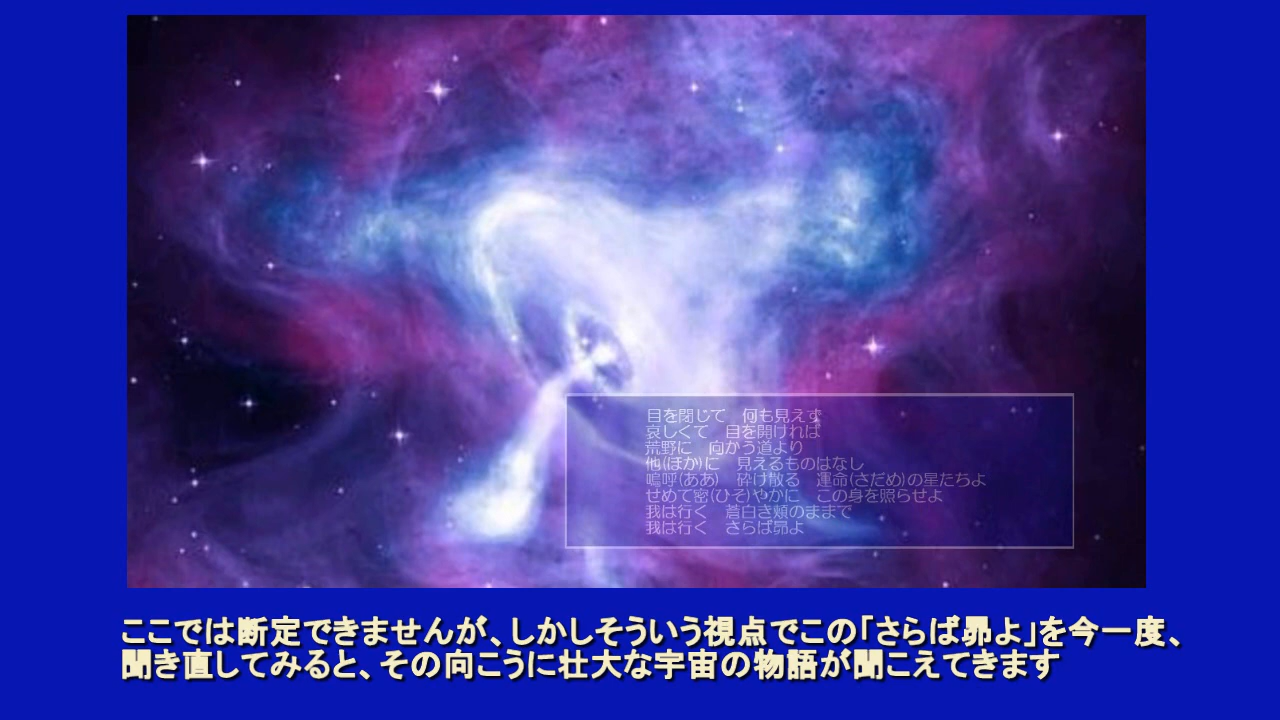 目を閉じて　何も見えず
哀しくて　目を開ければ
荒野に　向かう道より
他(ほか)に　見えるものはなし
嗚呼(ああ)　砕け散る　運命(さだめ)の星たちよ
せめて密(ひそ)やかに　この身を照らせよ
我は行く　蒼白き頬のままで
我は行く　さらば昴よ
ここでは断定できませんが、しかしそういう視点でこの「さらば昴よ」を今一度、
聞き直してみると、その向こうに壮大な宇宙の物語が聞こえてきます